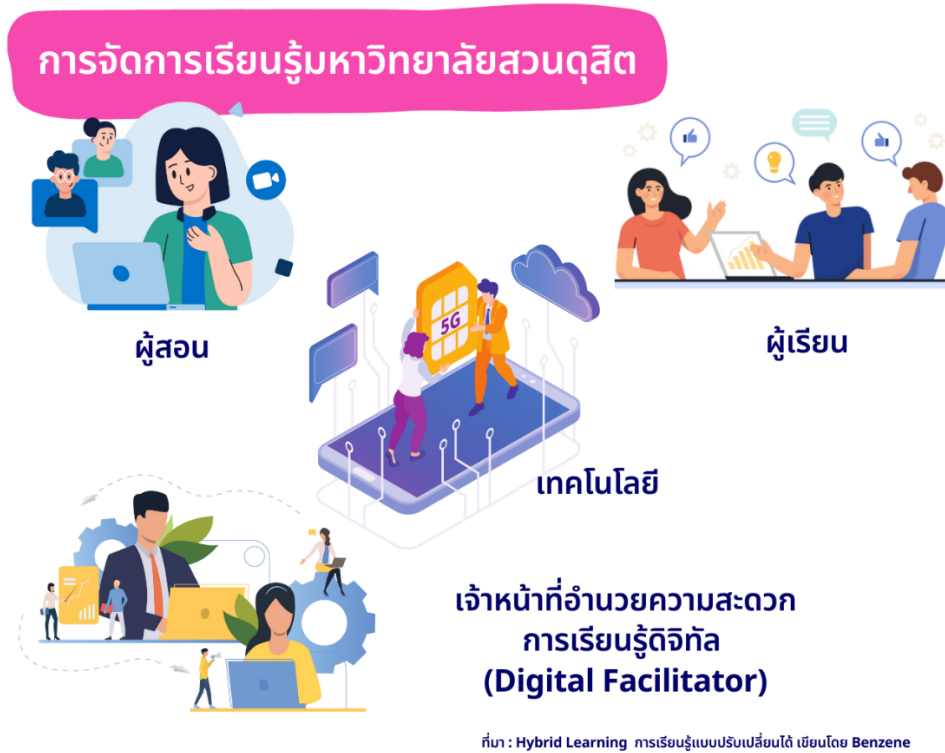 การจัดการเรียนรู้มหาวิทยาลัยสวนดุสิต
ผู้สอน
ผู้เรียน
5G
เทคโนโลยี
เจ้าหน้าที่อำนวยความสะดวก
การเรียนรู้ดิจิทัล
(Digital Facilitator)
ที่มา : Hybrid Learning การเรียนรู้แบบปรับเปลี่ยนได้ เขียนโดย Benzene